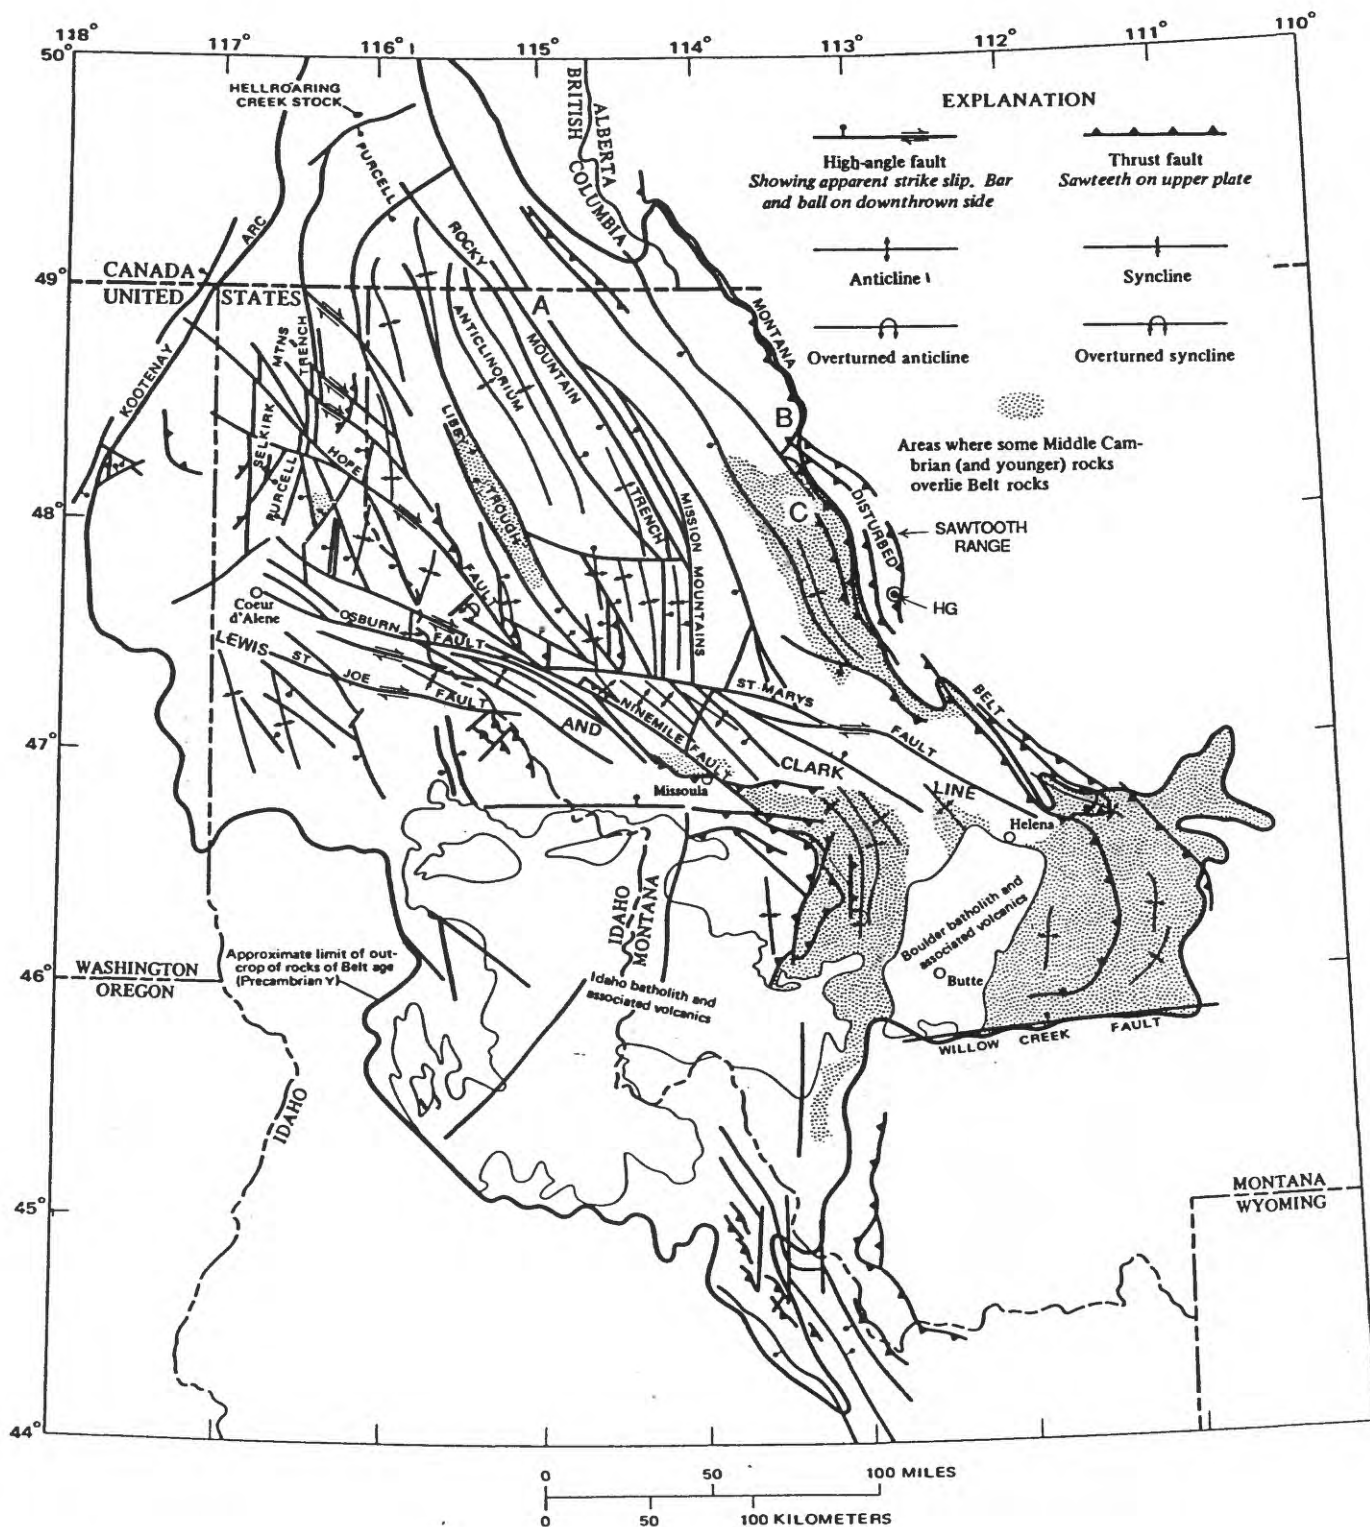 118°
117°
116°
115°
114°
113°
112°
111°
110°
50°
HELLROARING
CREEK STOCK
BRITISH COLUMBIA
ALBERTA
EXPLANATION
High-angle fault
Showing apparent strike slip. Bar
and ball on downthrown side
Thrust fault
Sawteeth on upper plate
Anticline
Syncline
Overturned anticline
Overturned syncline
Areas where some Middle Cam-
brian (and younger) rocks
overlie Belt rocks
PURCELL
ROCKY
MOUNTAIN
TRENCH
KOOTENAY
ARC
49°
CANADA
UNITED STATES
A
MONTANA
DISTURBED
BELT
SELKIRK
MTNS
PURCELL
TRENCH
ANTICLINORIUM
LIBBY
TROUGH
HOPE
FAULT
B
C
MISSION
MOUNTAINS
SAWTOOTH
RANGE
HG
48°
Coeur
d'Alene
OSBURN
FAULT
LEWIS
AND
CLARK
LINE
ST
JOE
FAULT
NINEMILE FAULT
ST. MARYS
FAULT
47°
Missoula
Helena
IDAHO
MONTANA
Boulder batholith and
associated volcanics
Butte
Approximate limit of out-
crop of rocks of Belt age
(Precambrian Y)
Idaho batholith and
associated volcanics
46°
WASHINGTON
OREGON
WILLOW CREEK FAULT
IDAHO
45°
MONTANA
WYOMING
44°
0
50
100 MILES
0
50
100 KILOMETERS